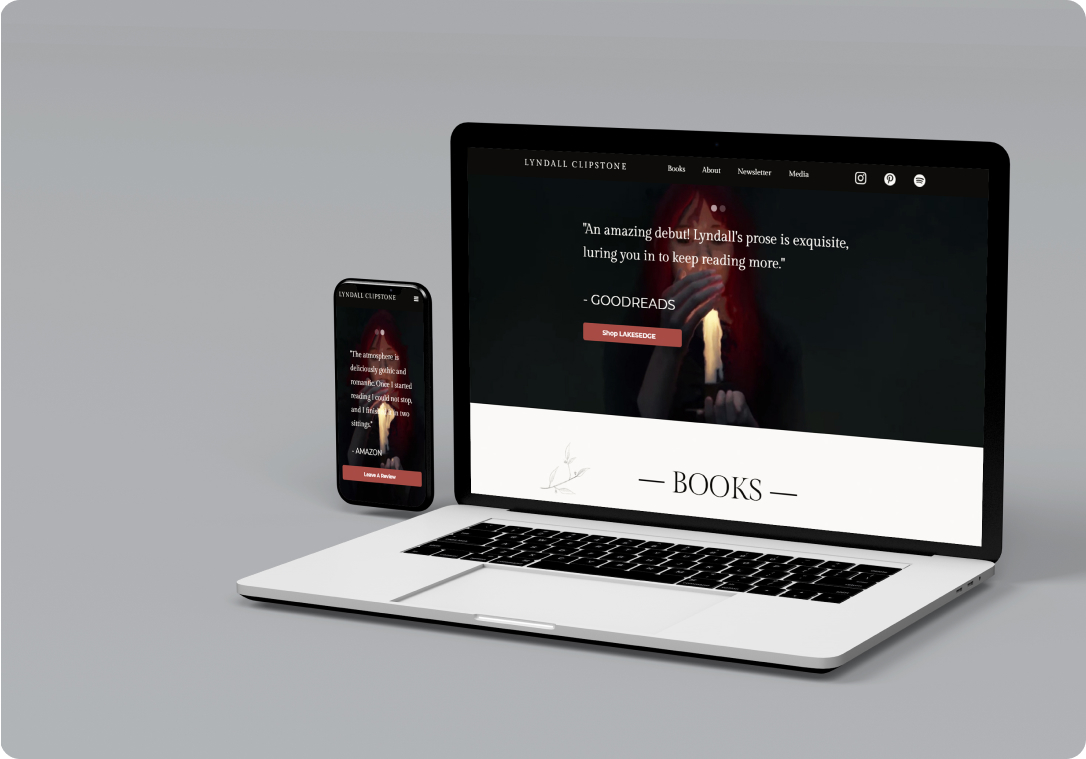 LYNDALL CLIPSTONE
Books About Newsletter Media
"An amazing debut! Lyndall's prose is exquisite,
luring you in to keep reading more."
- GOODREADS
Shop LAKESEDGE
— BOOKS —
LYNDALL CLIPSTONE
"The atmosphere is
deliciously gothic and
romantic. Once I started
reading I could not stop,
and I finished in two
sittings."
- AMAZON
Leave A Review